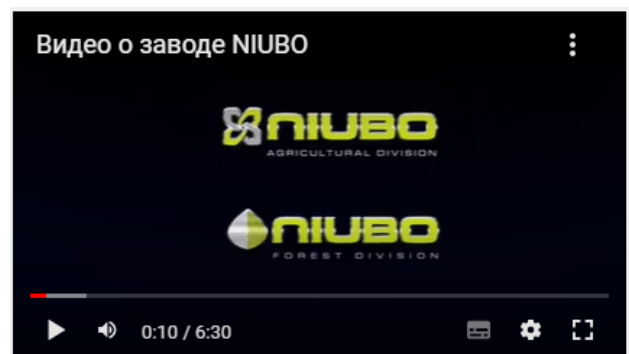 Видео о заводе NIUBO
NIUBO
AGRICULTURAL DIVISION
NIUBO
FOREST DIVISION
0:10 / 6:30